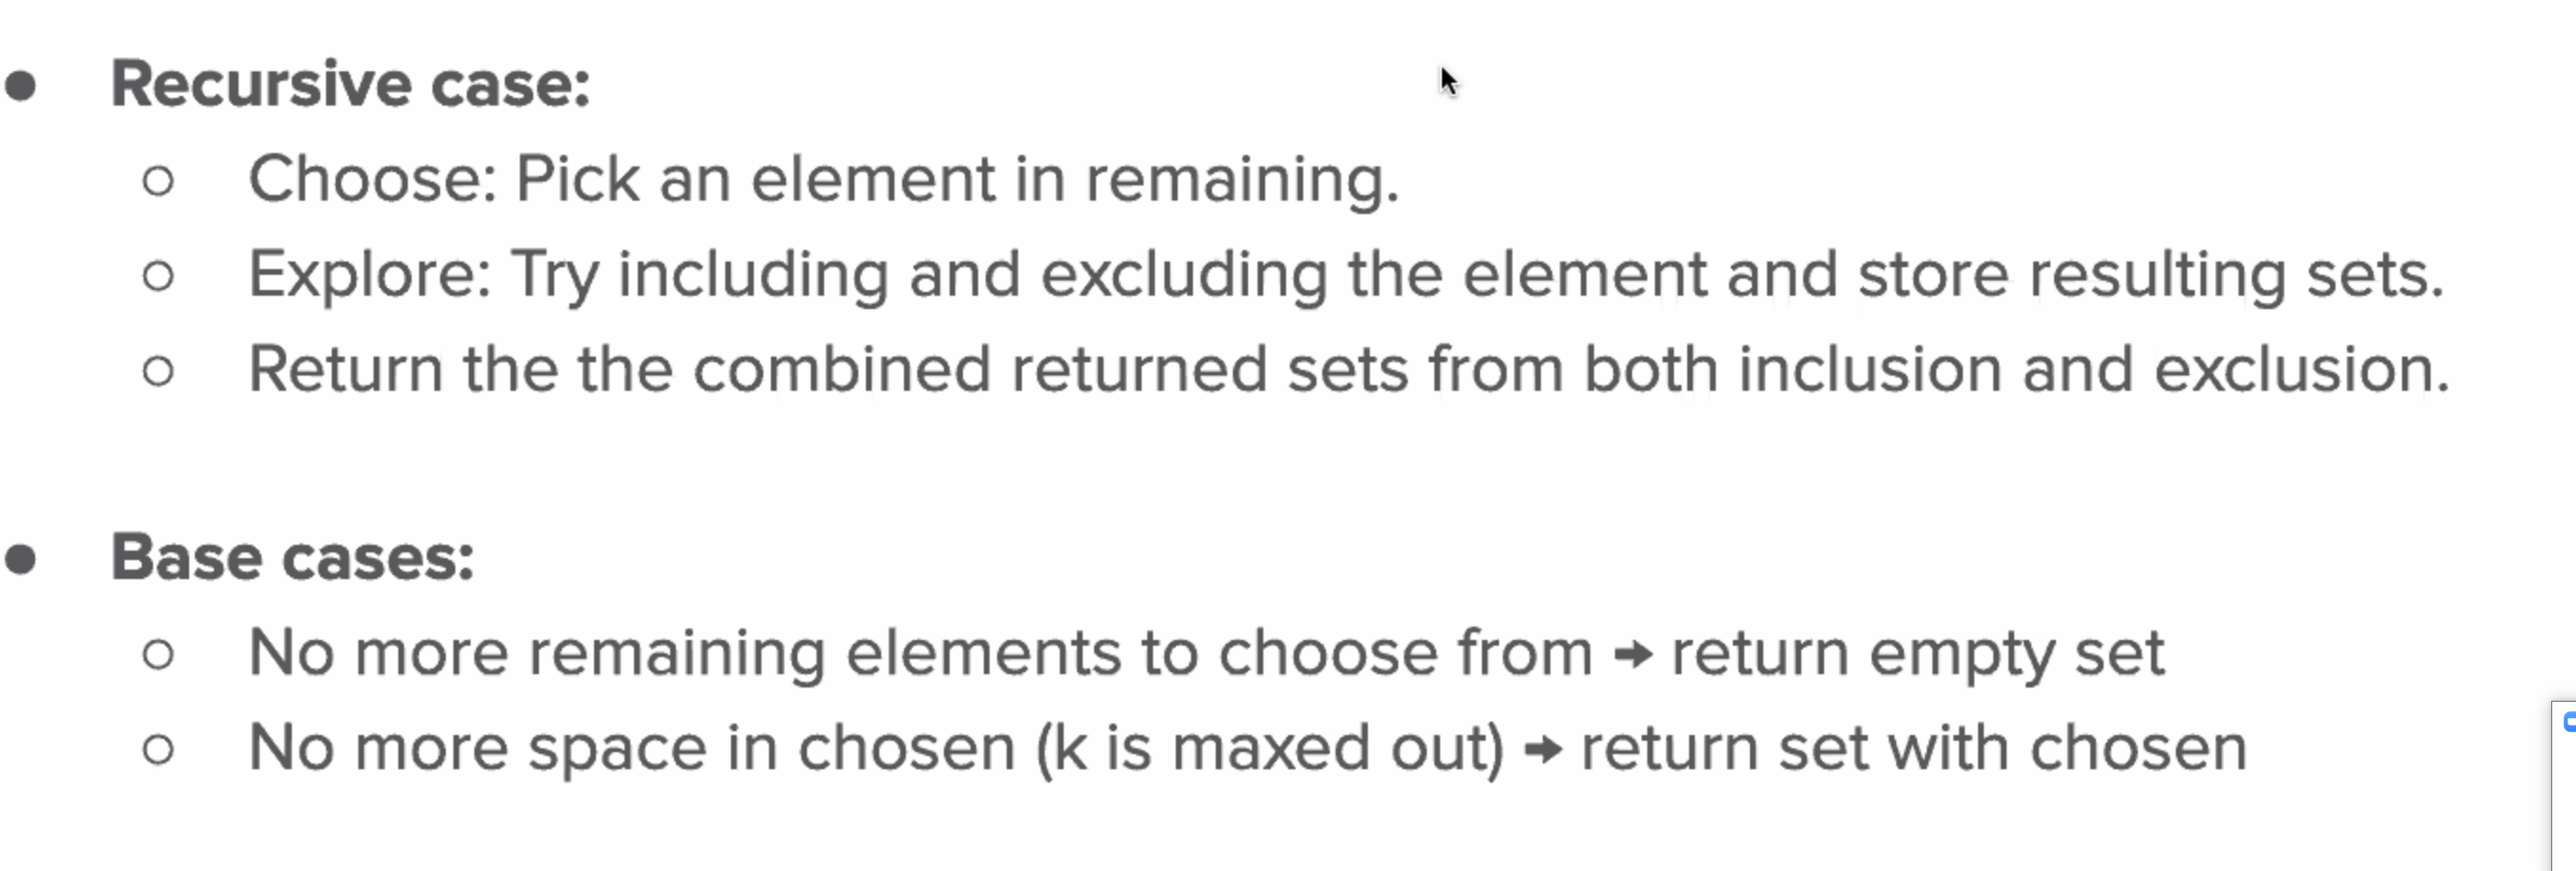 ● Recursive case:
○ Choose: Pick an element in remaining.
○ Explore: Try including and excluding the element and store resulting sets.
○ Return the the combined returned sets from both inclusion and exclusion.
● Base cases:
○ No more remaining elements to choose from → return empty set
○ No more space in chosen (k is maxed out) → return set with chosen